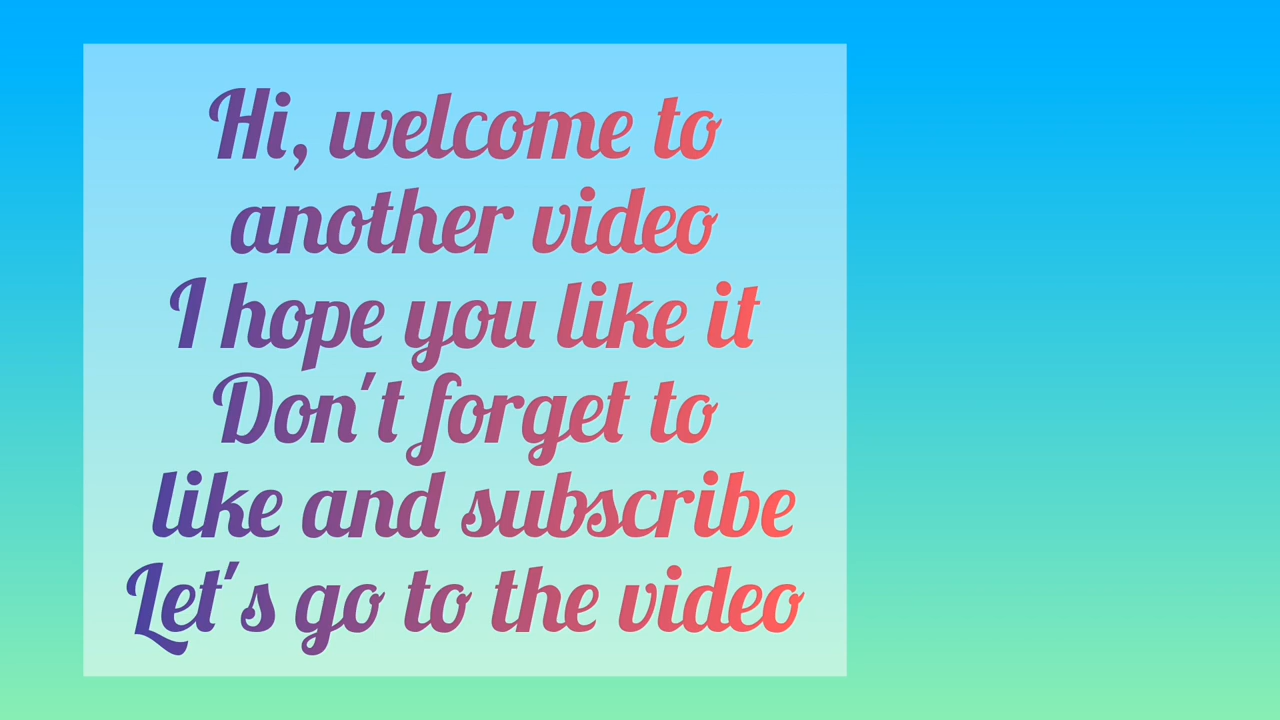 Hi, welcome to
another video
I hope you like it
Don't forget to
like and subscribe
Let's go to the video